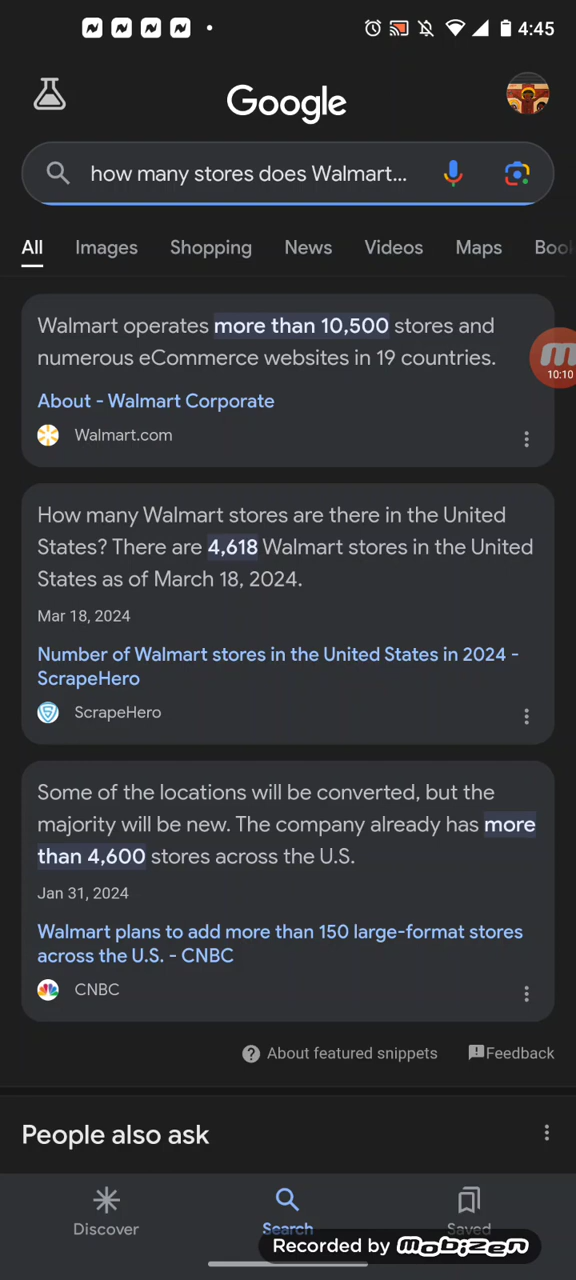 4:45
Google
how many stores does Walmart...
All Images Shopping News Videos Maps Boo
Walmart operates more than 10,500 stores and
numerous eCommerce websites in 19 countries.
10:10
About - Walmart Corporate
Walmart.com
How many Walmart stores are there in the United
States? There are 4,618 Walmart stores in the United
States as of March 18, 2024.
Mar 18, 2024
Number of Walmart stores in the United States in 2024 -
ScrapeHero
ScrapeHero
Some of the locations will be converted, but the
majority will be new. The company already has more
than 4,600 stores across the U.S.
Jan 31, 2024
Walmart plans to add more than 150 large-format stores
across the U.S. - CNBC
CNBC
About featured snippets Feedback
People also ask
Discover Search Saved
Recorded by mobizen